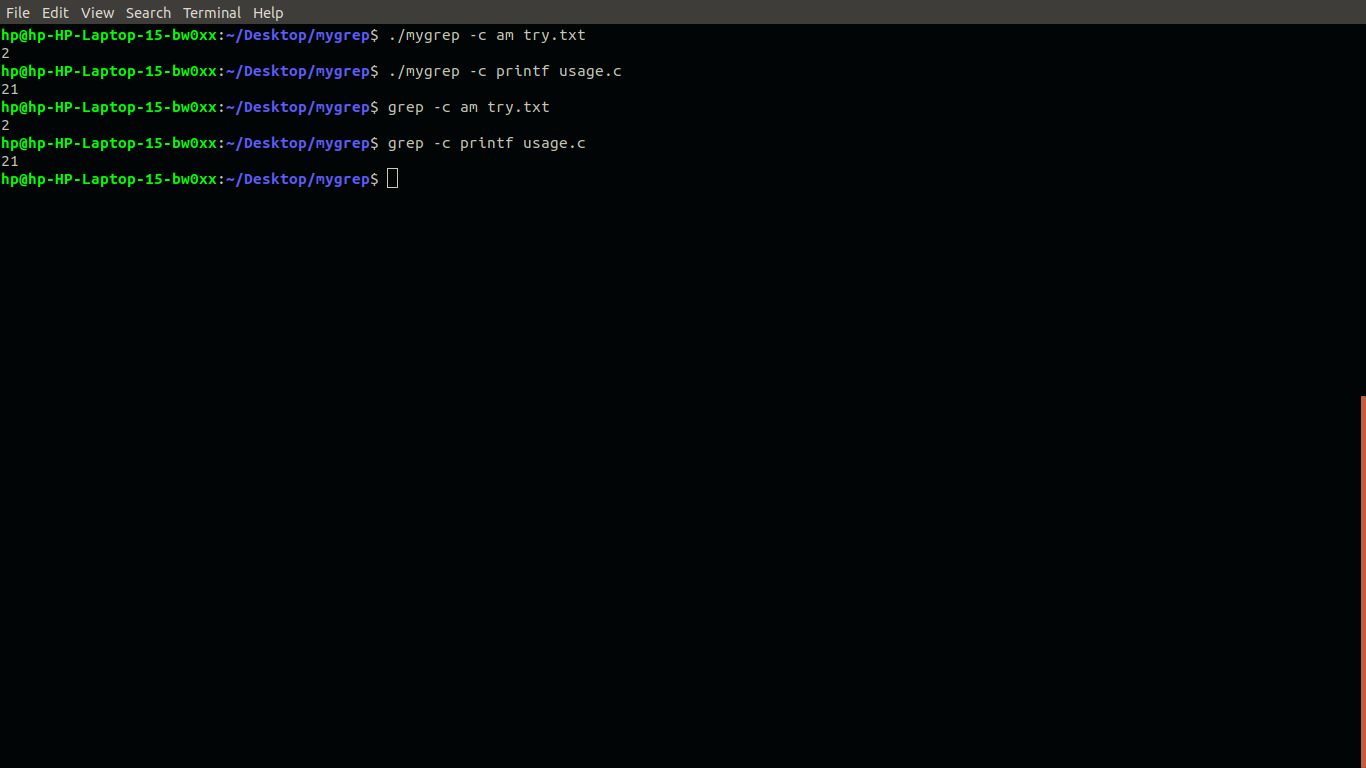 File Edit View Search Terminal Help
hp@hp-HP-Laptop-15-bw0xx:~/Desktop/mygrep$ ./mygrep -c am try.txt
2
hp@hp-HP-Laptop-15-bw0xx:~/Desktop/mygrep$ ./mygrep -c printf usage.c
21
hp@hp-HP-Laptop-15-bw0xx:~/Desktop/mygrep$ grep -c am try.txt
2
hp@hp-HP-Laptop-15-bw0xx:~/Desktop/mygrep$ grep -c printf usage.c
21
hp@hp-HP-Laptop-15-bw0xx:~/Desktop/mygrep$